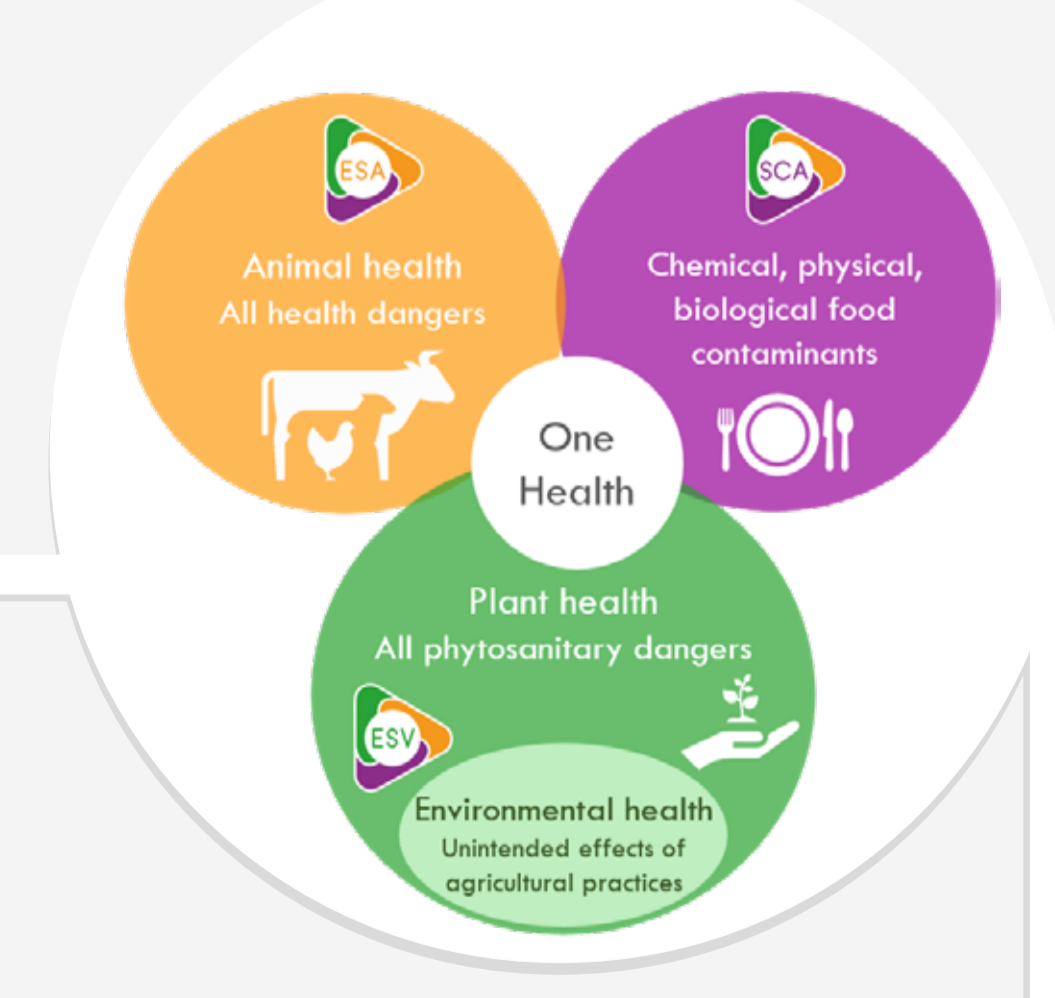 ESA
Animal health
All health dangers
SCA
Chemical, physical,
biological food
contaminants
One
Health
Plant health
All phytosanitary dangers
ESV
Environmental health
Unintended effects of
agricultural practices